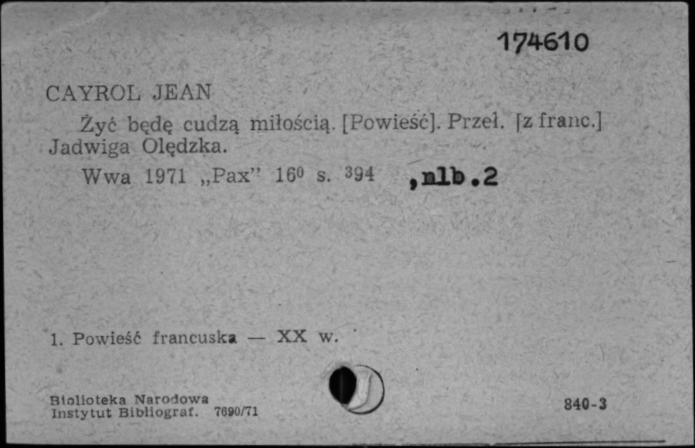 174610
CAYROL JEAN
Żyć będę cudzą miłością. [Powieść]. Przeł. [z franc.]
Jadwiga Olędzka.
Wwa 1971 „Pax” 16⁰ s. 394 , nlb. 2
1. Powieść francuska — XX w.
Biblioteka Narodowa
Instytut Bibliograf. 7690/71
840-3